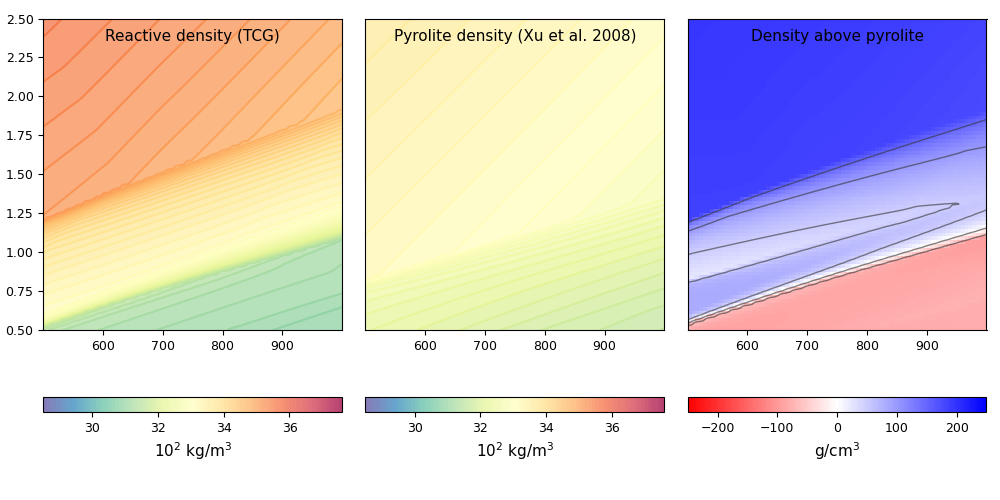 Reactive density (TCG)
Pyrolite density (Xu et al. 2008)
Density above pyrolite
2.50
2.25
2.00
1.75
1.50
1.25
1.00
0.75
0.50
600 700 800 900
600 700 800 900
600 700 800 900
30 32 34 36
30 32 34 36
−200 −100 0 100 200
10² kg/m³
10² kg/m³
g/cm³